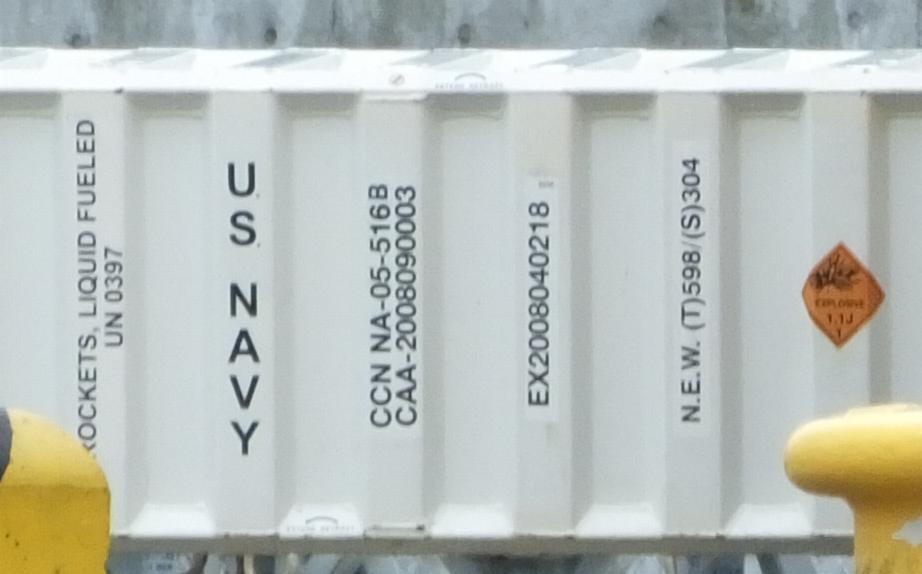 ROCKETS, LIQUID FUELED
UN 0397
US NAVY
CCN NA-05-516B
CAA-2008090003
EX2008040218
N.E.W. (T)598/(S)304
EXPLOSIVE
1.1J
1